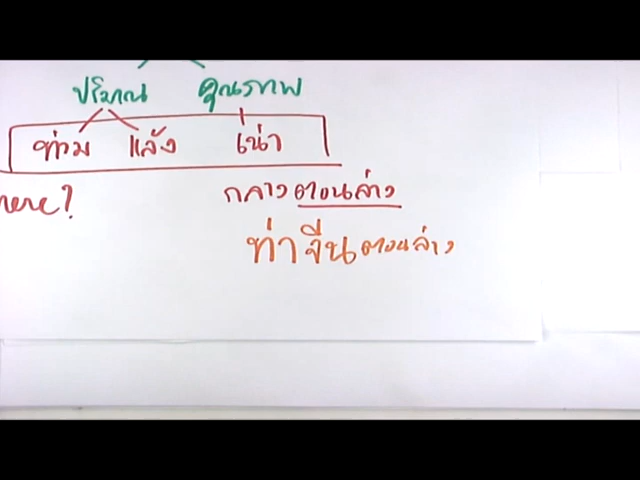 ปริมาณ คุณภาพ
ท่วม แล้ง เน่า
here? กลางตอนล่าง
ท่าจีนตอนล่าง